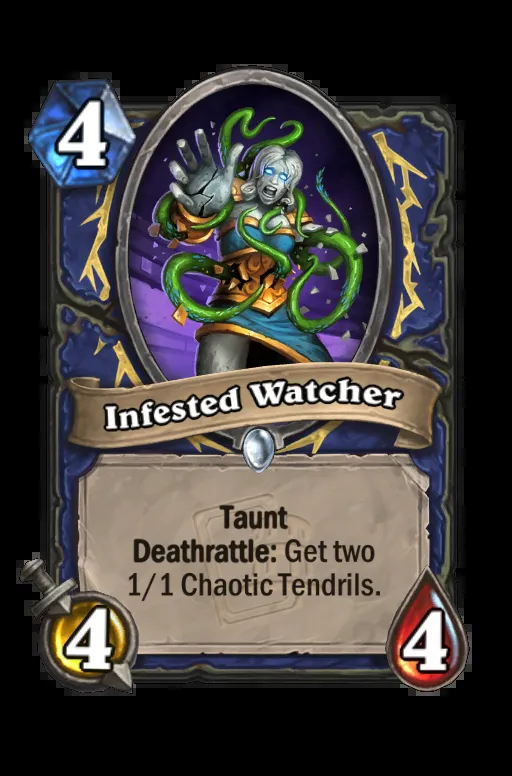 4
Infested Watcher
Taunt
Deathrattle: Get two
1/1 Chaotic Tendrils.
4
4